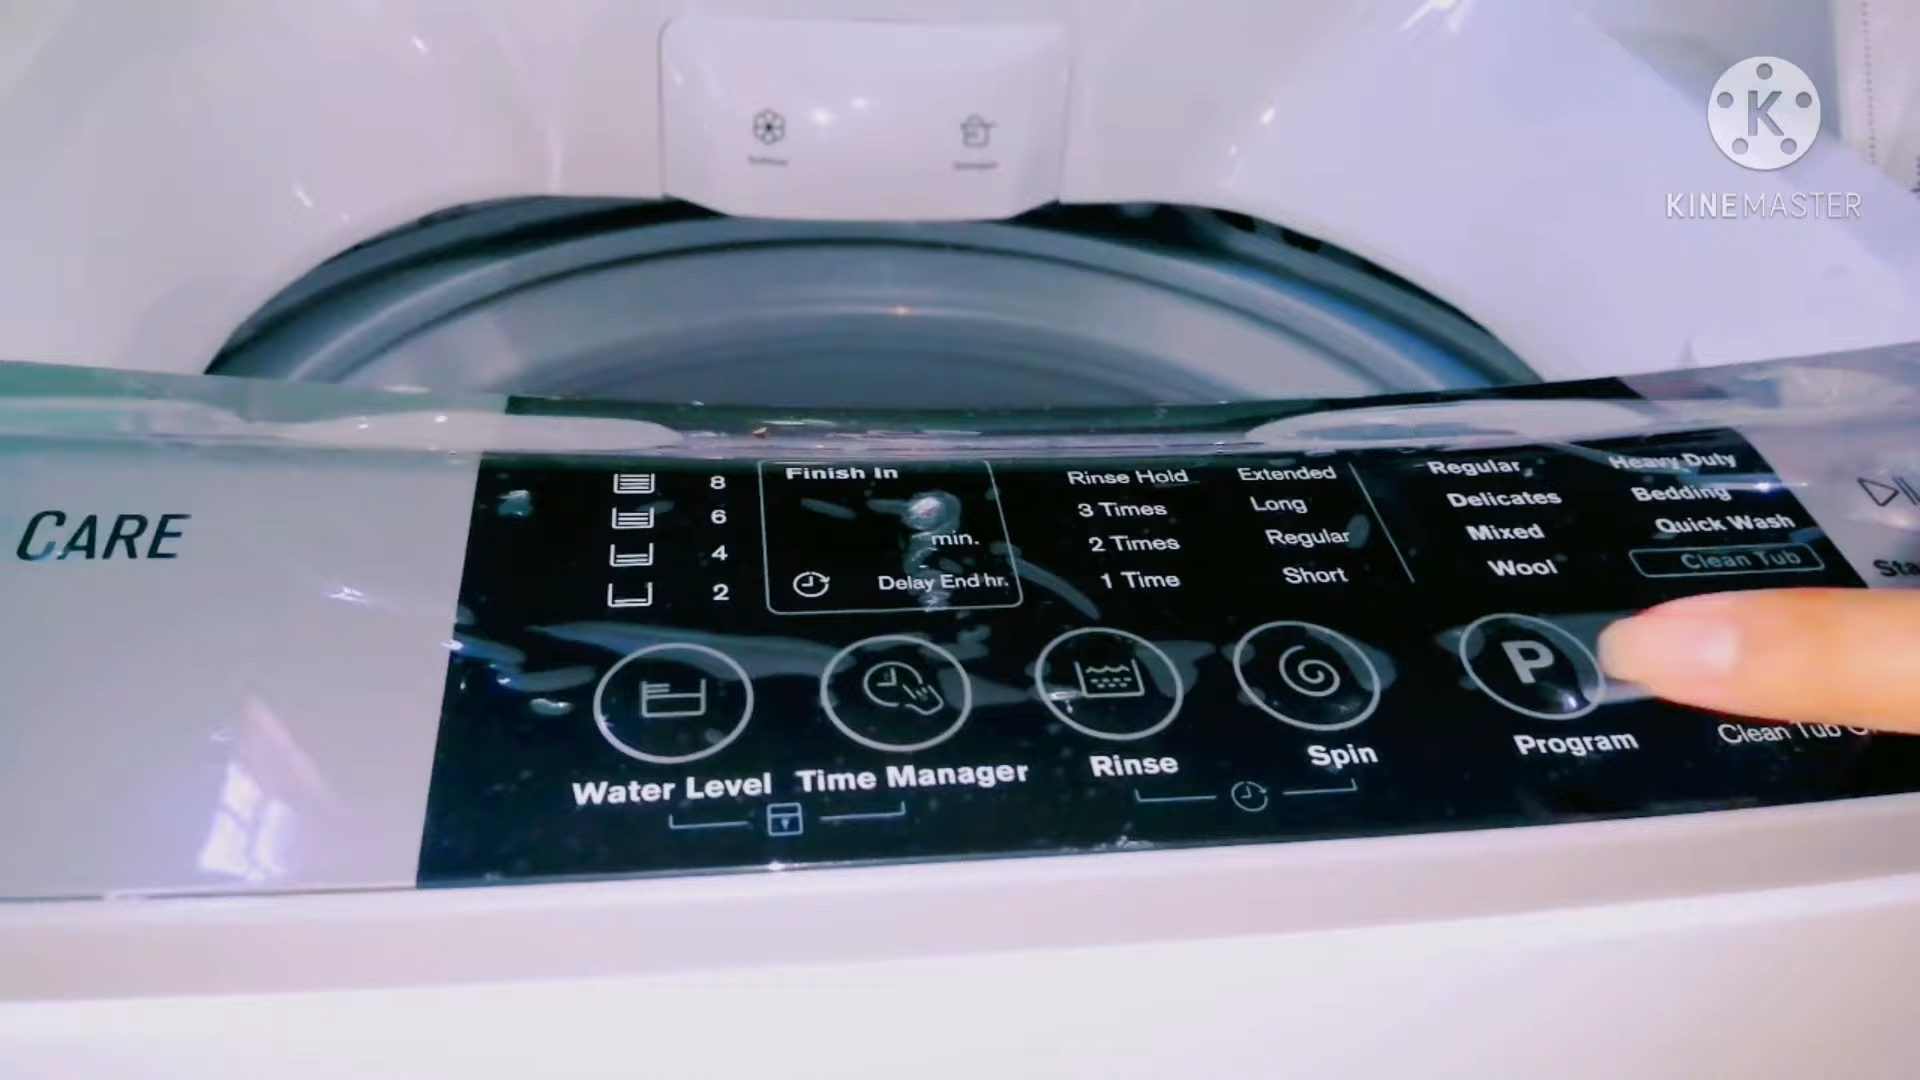 KINEMASTER
CARE
8
6
4
2
Finish In
min.
Delay End hr.
Rinse Hold
3 Times
2 Times
1 Time
Extended
Long
Regular
Short
Regular
Delicates
Mixed
Wool
Heavy Duty
Bedding
Quick Wash
Clean Tub
P
Water Level
Time Manager
Rinse
Spin
Program
Clean Tub